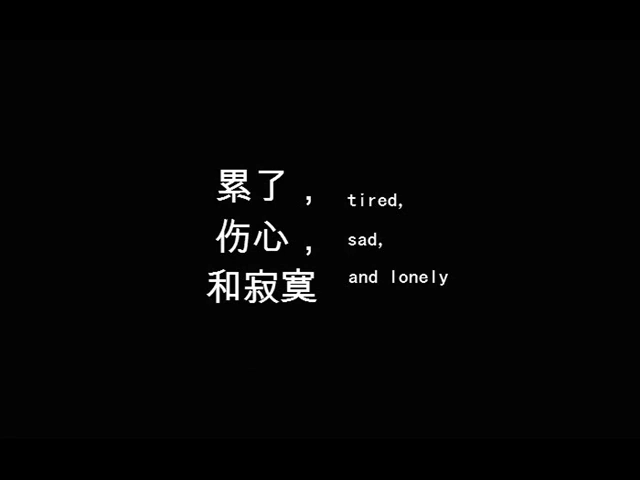 累了， tired,
伤心， sad,
和寂寞 and lonely